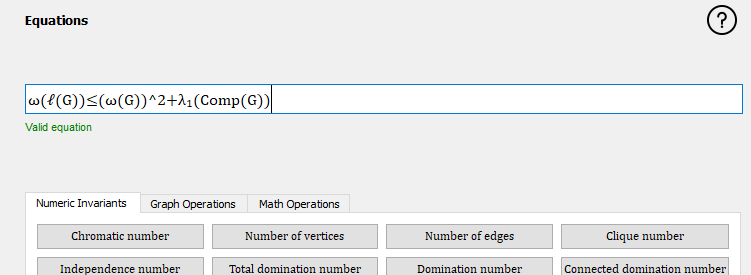 Equations
?
ω(ℓ(G))≤(ω(G))^2+λ₁(Comp(G))
Valid equation
Numeric Invariants Graph Operations Math Operations
Chromatic number Number of vertices Number of edges Clique number
Independence number Total domination number Domination number Connected domination number